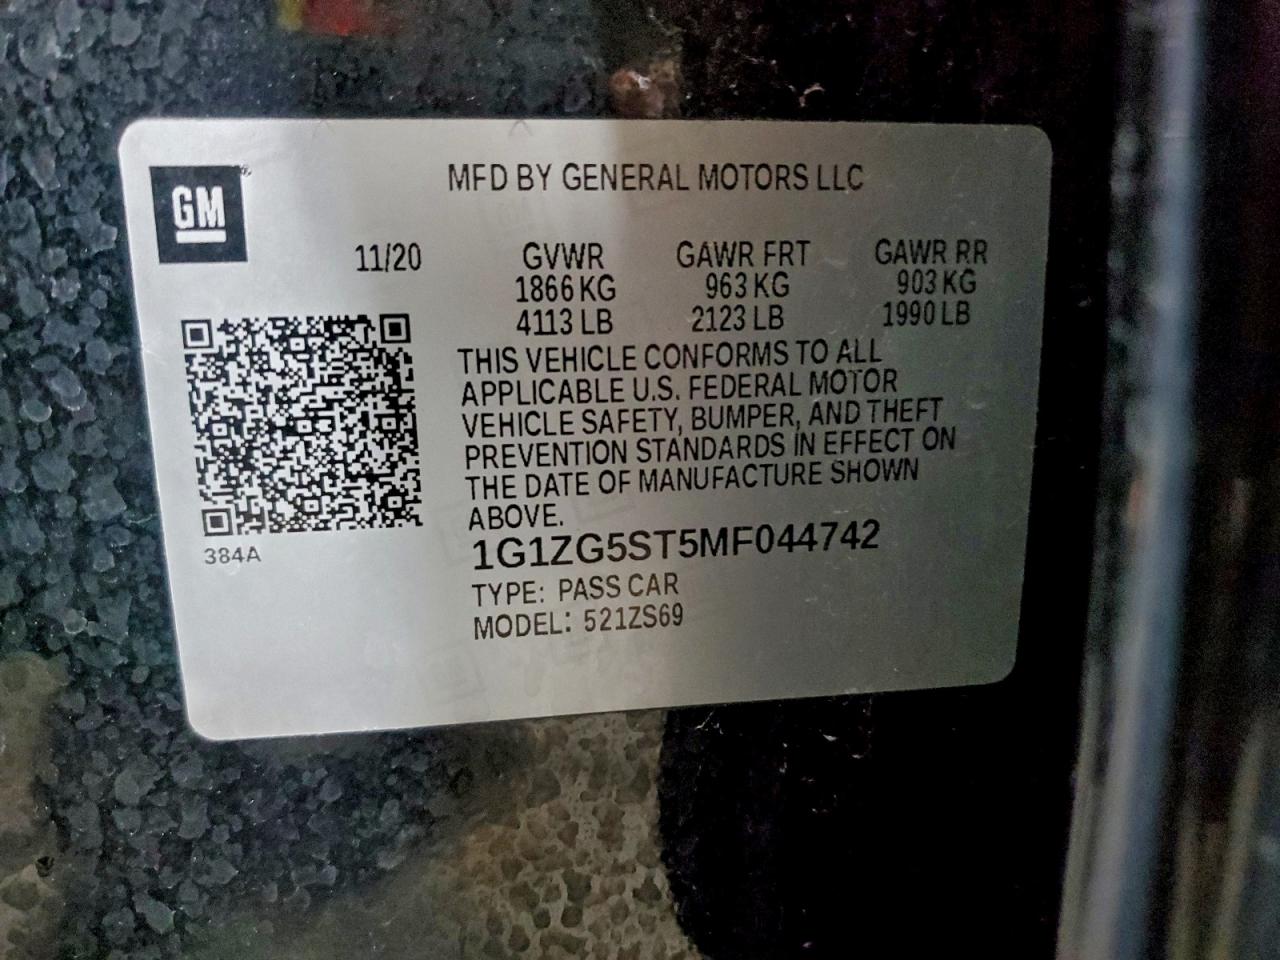 GM
MFD BY GENERAL MOTORS LLC
11/20 GVWR GAWR FRT GAWR RR
1866 KG 963 KG 903 KG
4113 LB 2123 LB 1990 LB
THIS VEHICLE CONFORMS TO ALL
APPLICABLE U.S. FEDERAL MOTOR
VEHICLE SAFETY, BUMPER, AND THEFT
PREVENTION STANDARDS IN EFFECT ON
THE DATE OF MANUFACTURE SHOWN
ABOVE.
384A
1G1ZG5ST5MF044742
TYPE: PASS CAR
MODEL: 521ZS69